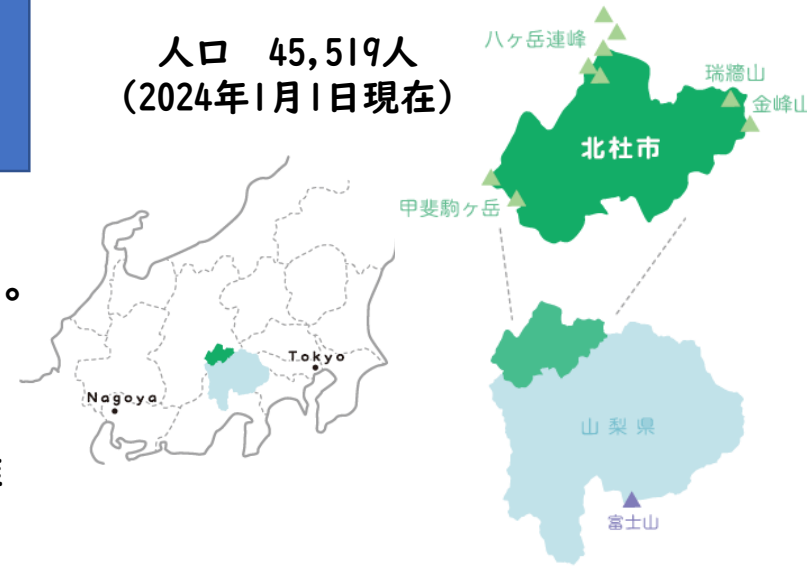 人口　45,519人
（2024年1月1日現在）
八ヶ岳連峰
瑞牆山
金峰山
北杜市
甲斐駒ヶ岳
。
Tokyo
Nagoya
山梨県
富士山